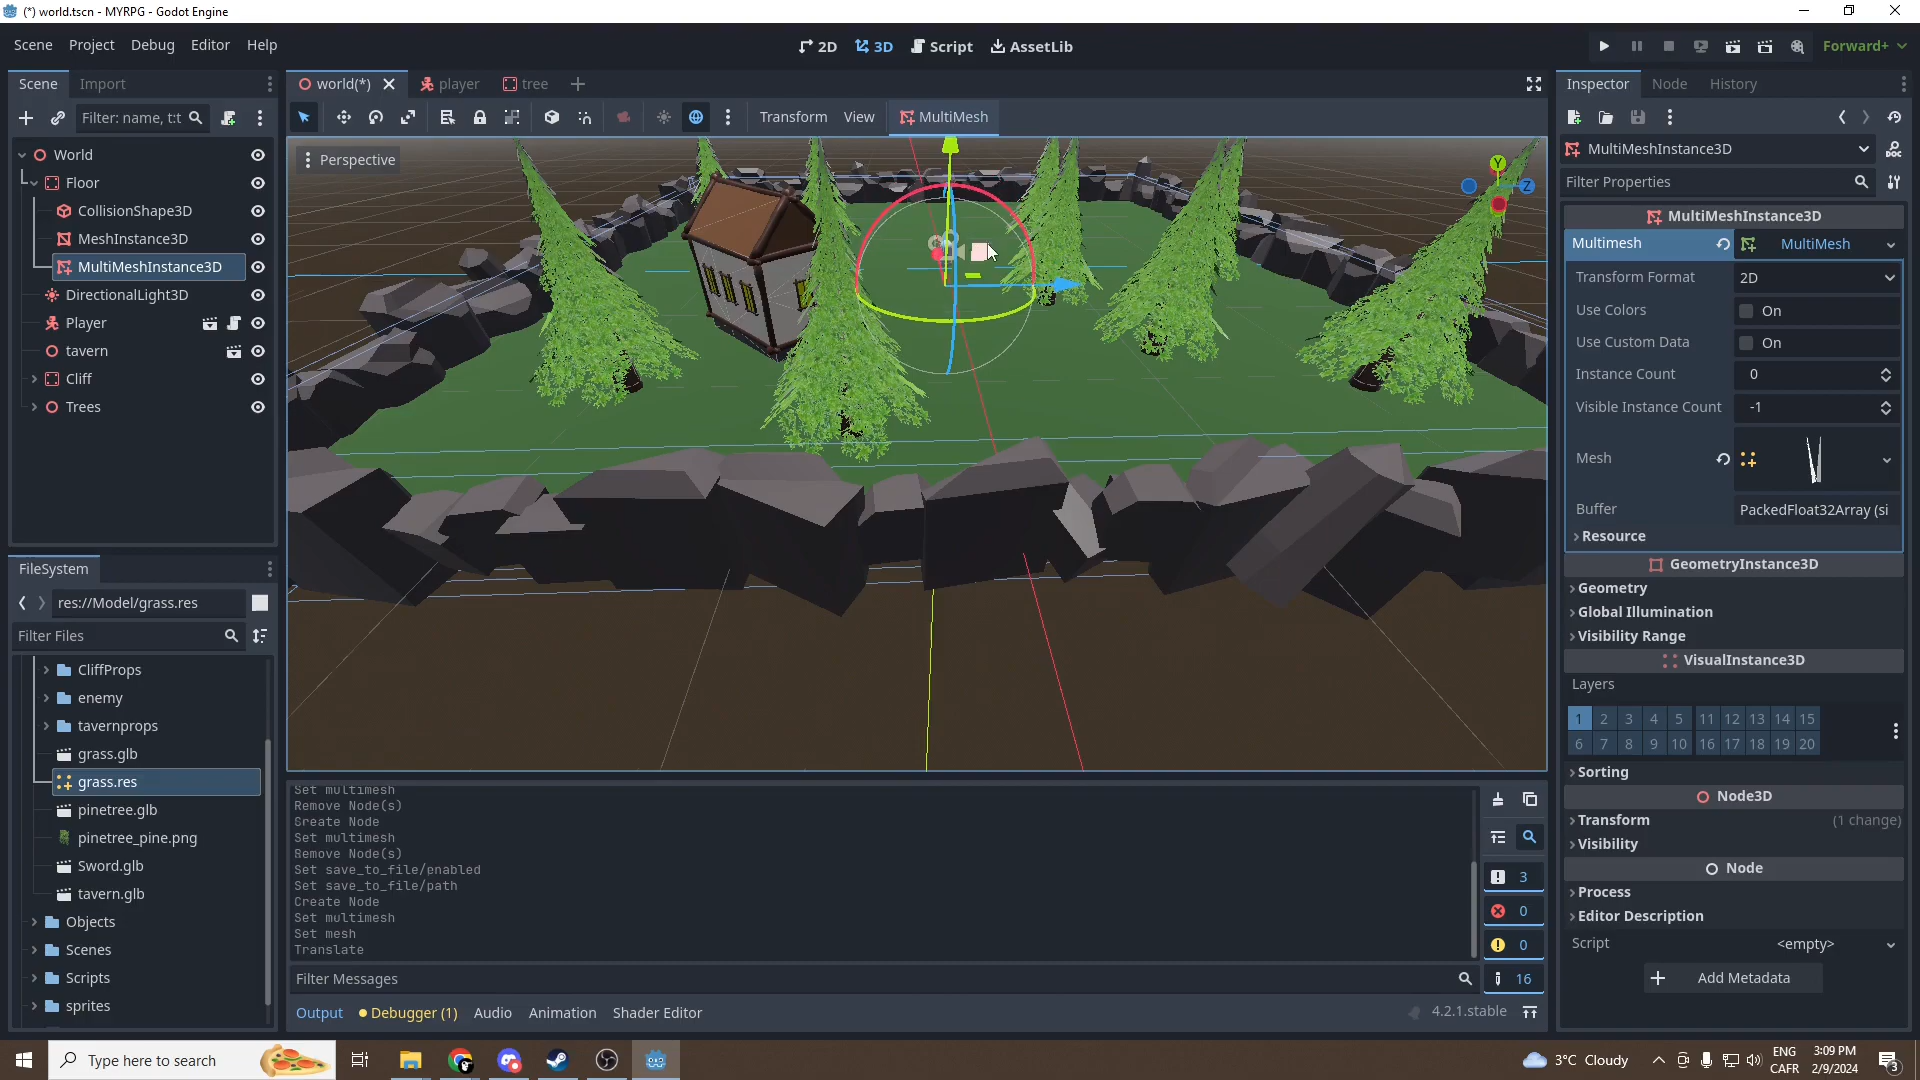 (*) world.tscn - MYRPG - Godot Engine
Scene Project Debug Editor Help
2D 3D Script AssetLib
Forward+
Scene Import
Filter: name, t:t
World
Floor
CollisionShape3D
MeshInstance3D
MultiMeshInstance3D
DirectionalLight3D
Player
tavern
Cliff
Trees
FileSystem
res://Model/grass.res
Filter Files
CliffProps
enemy
tavernprops
grass.glb
grass.res
pinetree.glb
pinetree_pine.png
Sword.glb
tavern.glb
Objects
Scenes
Scripts
sprites
world(*) player tree
Transform View MultiMesh
Perspective
Y
Z
Set multimesh
Remove Node(s)
Create Node
Set multimesh
Remove Node(s)
Set save_to_file/enabled
Set save_to_file/path
Create Node
Set multimesh
Set mesh
Translate
3
0
0
16
Filter Messages
Output Debugger (1) Audio Animation Shader Editor
4.2.1.stable
Inspector Node History
MultiMeshInstance3D
DOC
Filter Properties
MultiMeshInstance3D
Multimesh MultiMesh
Transform Format 2D
Use Colors On
Use Custom Data On
Instance Count 0
Visible Instance Count -1
Mesh
Buffer PackedFloat32Array (si
Resource
GeometryInstance3D
Geometry
Global Illumination
Visibility Range
VisualInstance3D
Layers
1 2 3 4 5 11 12 13 14 15
6 7 8 9 10 16 17 18 19 20
Sorting
Node3D
Transform (1 change)
Visibility
Node
Process
Editor Description
Script <empty>
Add Metadata
Type here to search
3°C Cloudy
ENG
CAFR
3:09 PM
2/9/2024
3